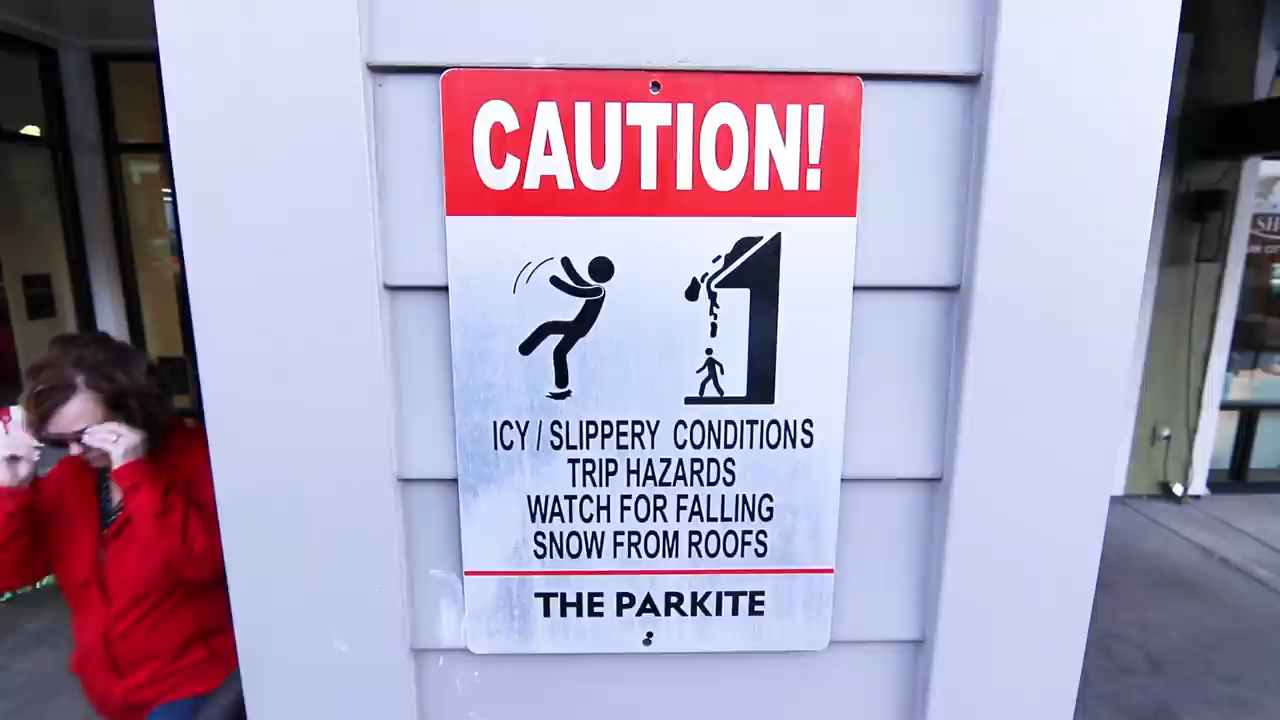 CAUTION!
ICY / SLIPPERY CONDITIONS
TRIP HAZARDS
WATCH FOR FALLING
SNOW FROM ROOFS
THE PARKITE